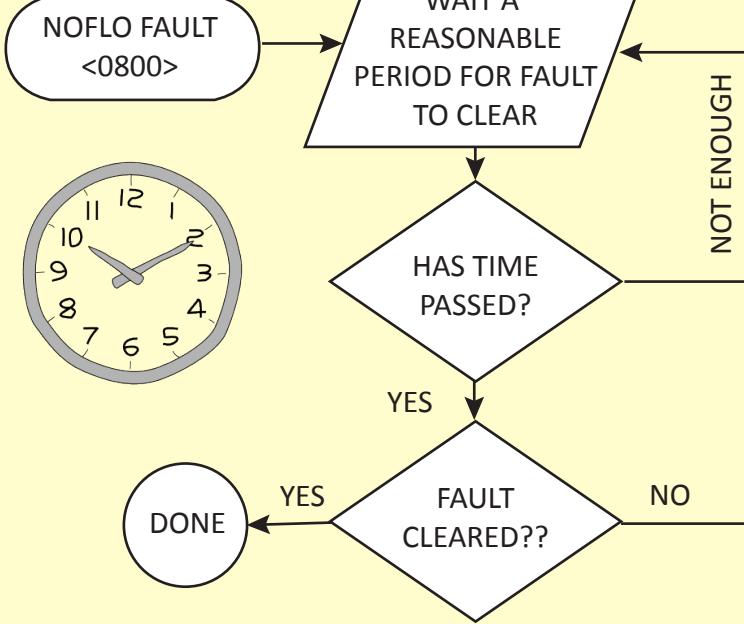 NOFLO FAULT
<0800>
WAIT A
REASONABLE
PERIOD FOR FAULT
TO CLEAR
NOT ENOUGH
12
11
1
10
2
9
3
8
4
7
5
6
HAS TIME
PASSED?
YES
FAULT
CLEARED??
YES
NO
DONE